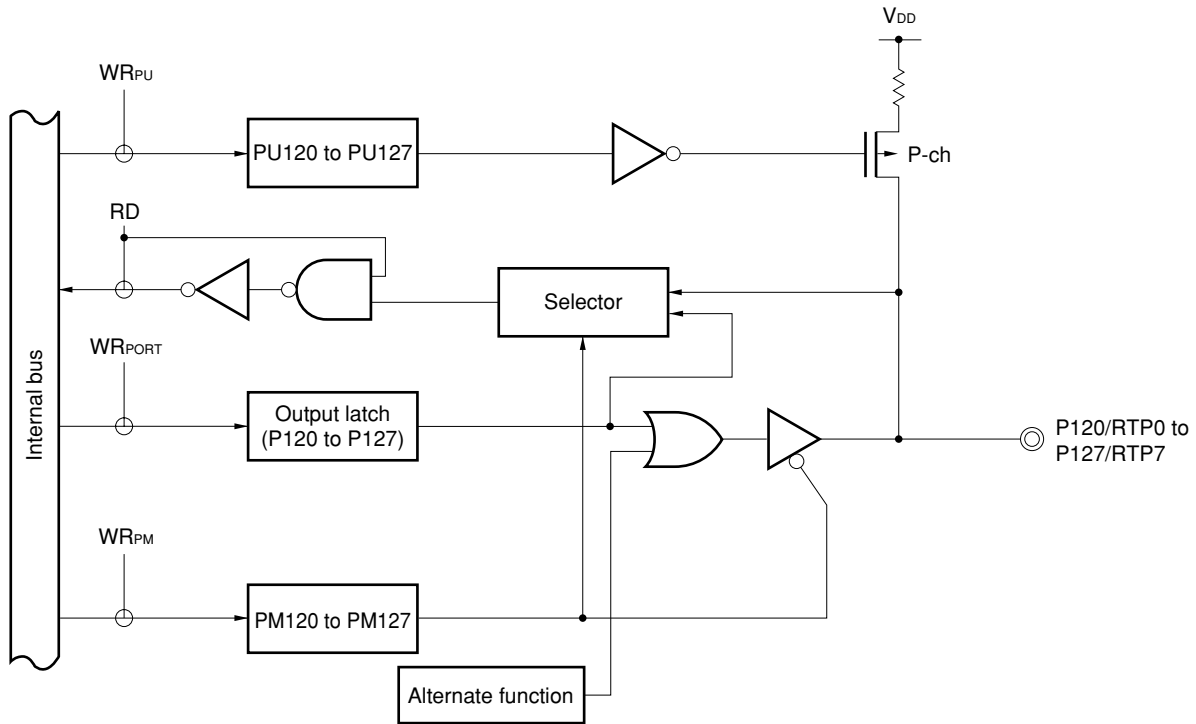 VDD
WRPU
PU120 to PU127
P-ch
RD
Selector
WRPORT
Internal bus
Output latch
(P120 to P127)
P120/RTP0 to
P127/RTP7
WRPM
PM120 to PM127
Alternate function